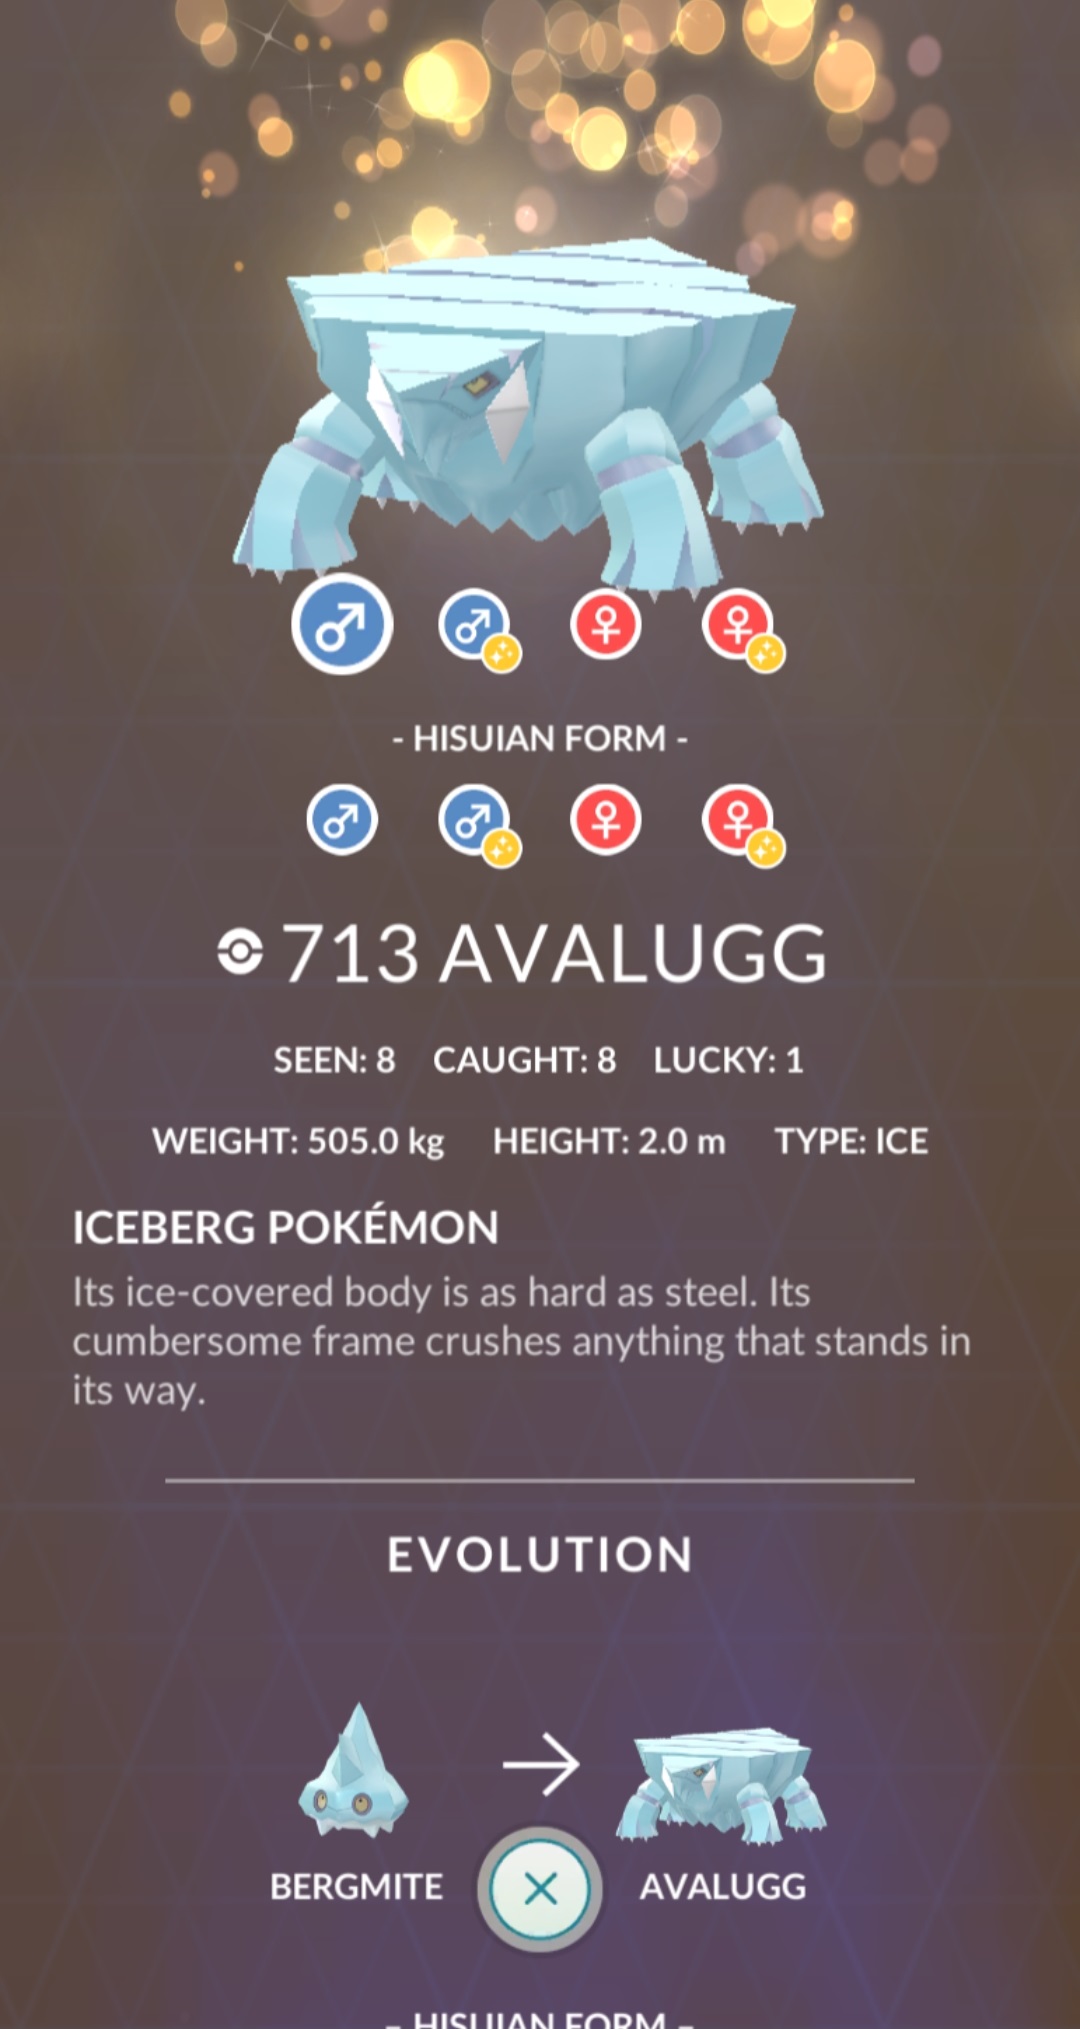 - HISUIAN FORM -
713 AVALUGG
SEEN: 8 CAUGHT: 8 LUCKY: 1
WEIGHT: 505.0 kg HEIGHT: 2.0 m TYPE: ICE
ICEBERG POKÉMON
Its ice-covered body is as hard as steel. Its
cumbersome frame crushes anything that stands in
its way.
EVOLUTION
BERGMITE AVALUGG
- HISUIAN FORM -